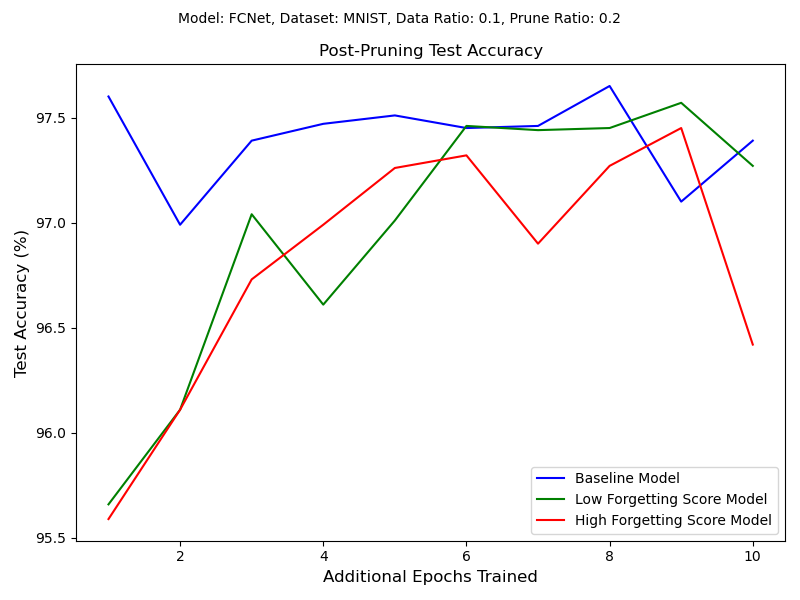 Model: FCNet, Dataset: MNIST, Data Ratio: 0.1, Prune Ratio: 0.2
Post-Pruning Test Accuracy
Test Accuracy (%)
97.5
97.0
96.5
96.0
95.5
Baseline Model
Low Forgetting Score Model
High Forgetting Score Model
2 4 6 8 10
Additional Epochs Trained